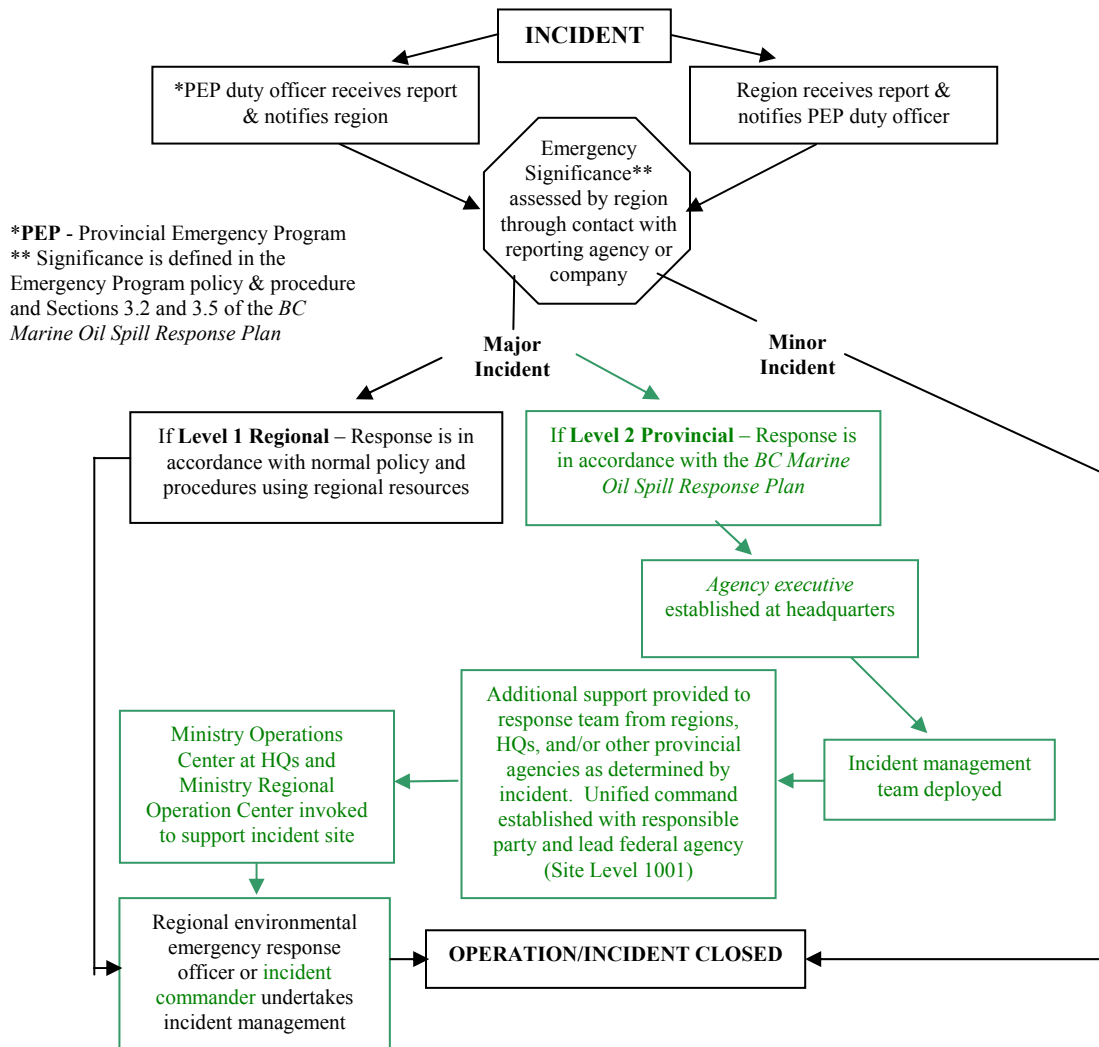 INCIDENT
*PEP duty officer receives report
& notifies region
Region receives report &
notifies PEP duty officer
Emergency
Significance**
assessed by region
through contact with
reporting agency or
company
*PEP - Provincial Emergency Program
** Significance is defined in the
Emergency Program policy & procedure
and Sections 3.2 and 3.5 of the BC
Marine Oil Spill Response Plan
Major
Incident
Minor
Incident
If Level 1 Regional – Response is in
accordance with normal policy and
procedures using regional resources
If Level 2 Provincial – Response is
in accordance with the BC Marine
Oil Spill Response Plan
Agency executive
established at headquarters
Incident management
team deployed
Additional support provided to
response team from regions,
HQs, and/or other provincial
agencies as determined by
incident. Unified command
established with responsible
party and lead federal agency
(Site Level 1001)
Ministry Operations
Center at HQs and
Ministry Regional
Operation Center invoked
to support incident site
Regional environmental
emergency response
officer or incident
commander undertakes
incident management
OPERATION/INCIDENT CLOSED